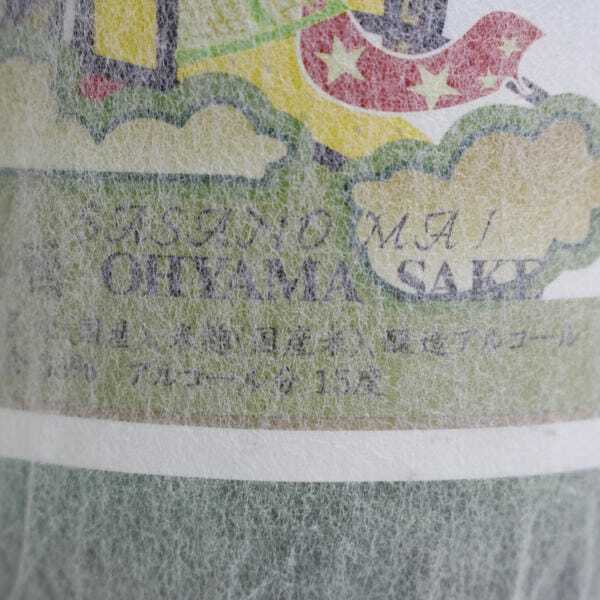 SASANO MAI
OHYAMA SAKE
国産)、米麹(国産米)、醸造アルコール
アルコール分 15度